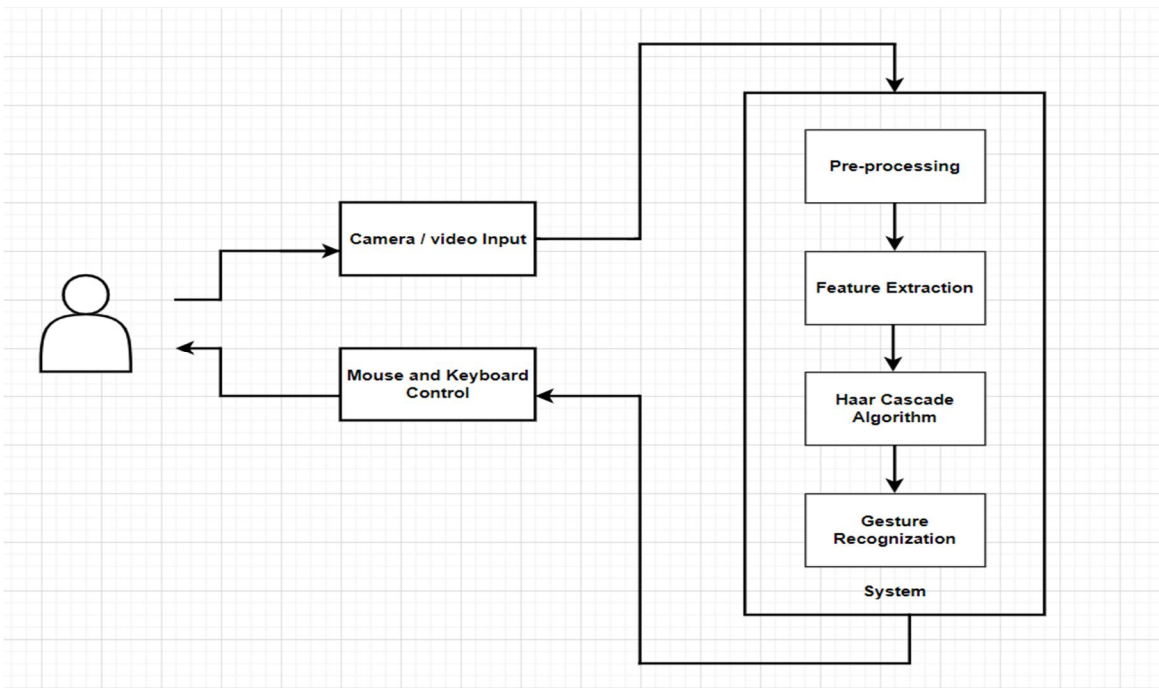 Camera / video Input
Mouse and Keyboard
Control
Pre-processing
Feature Extraction
Haar Cascade
Algorithm
Gesture
Recognization
System